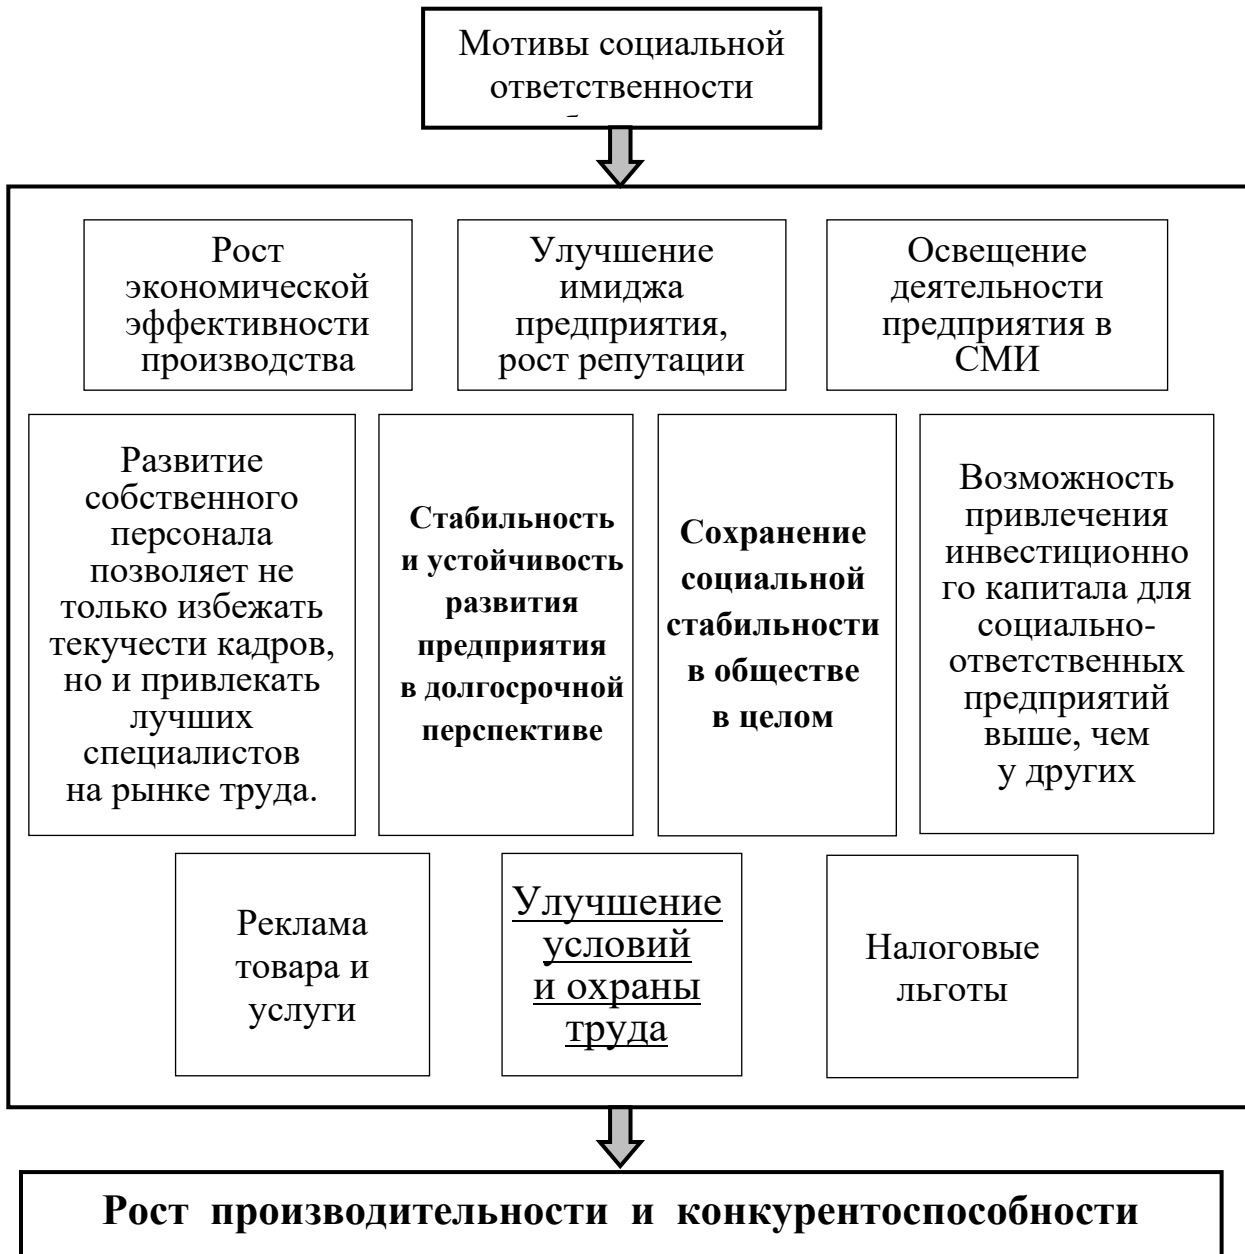 Мотивы социальной
ответственности
Рост
экономической
эффективности
производства
Улучшение
имиджа
предприятия,
рост репутации
Освещение
деятельности
предприятия в
СМИ
Развитие
собственного
персонала
позволяет не
только избежать
текучести кадров,
но и привлекать
лучших
специалистов
на рынке труда.
Стабильность
и устойчивость
развития
предприятия
в долгосрочной
перспективе
Сохранение
социальной
стабильности
в обществе
в целом
Возможность
привлечения
инвестиционно
го капитала для
социально-
ответственных
предприятий
выше, чем
у других
Реклама
товара и
услуги
Улучшение
условий
и охраны
труда
Налоговые
льготы
Рост производительности и конкурентоспособности